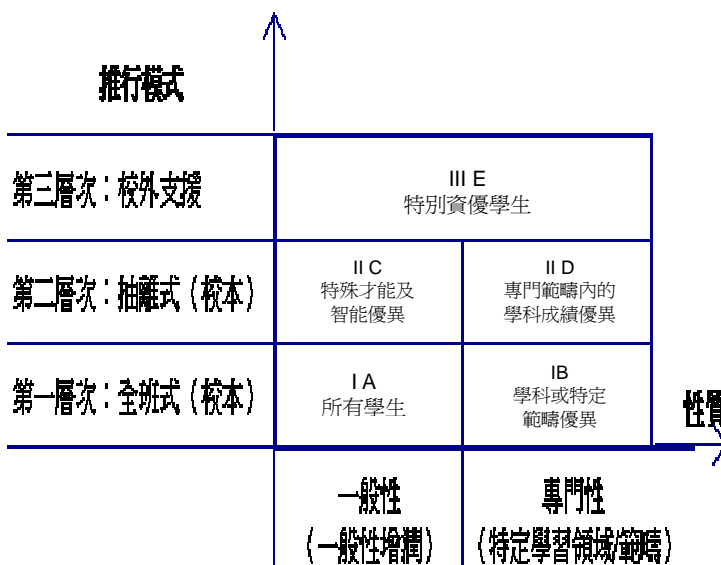 推行模式
第三層次：校外支援
III E
特別資優學生
第二層次：抽離式（校本）
II C
特殊才能及
智能優異
II D
專門範疇內的
學科成績優異
第一層次：全班式（校本）
I A
所有學生
IB
學科或特定
範疇優異
性質
一般性
（一般性增潤）
專門性
（特定學習領域/範疇）